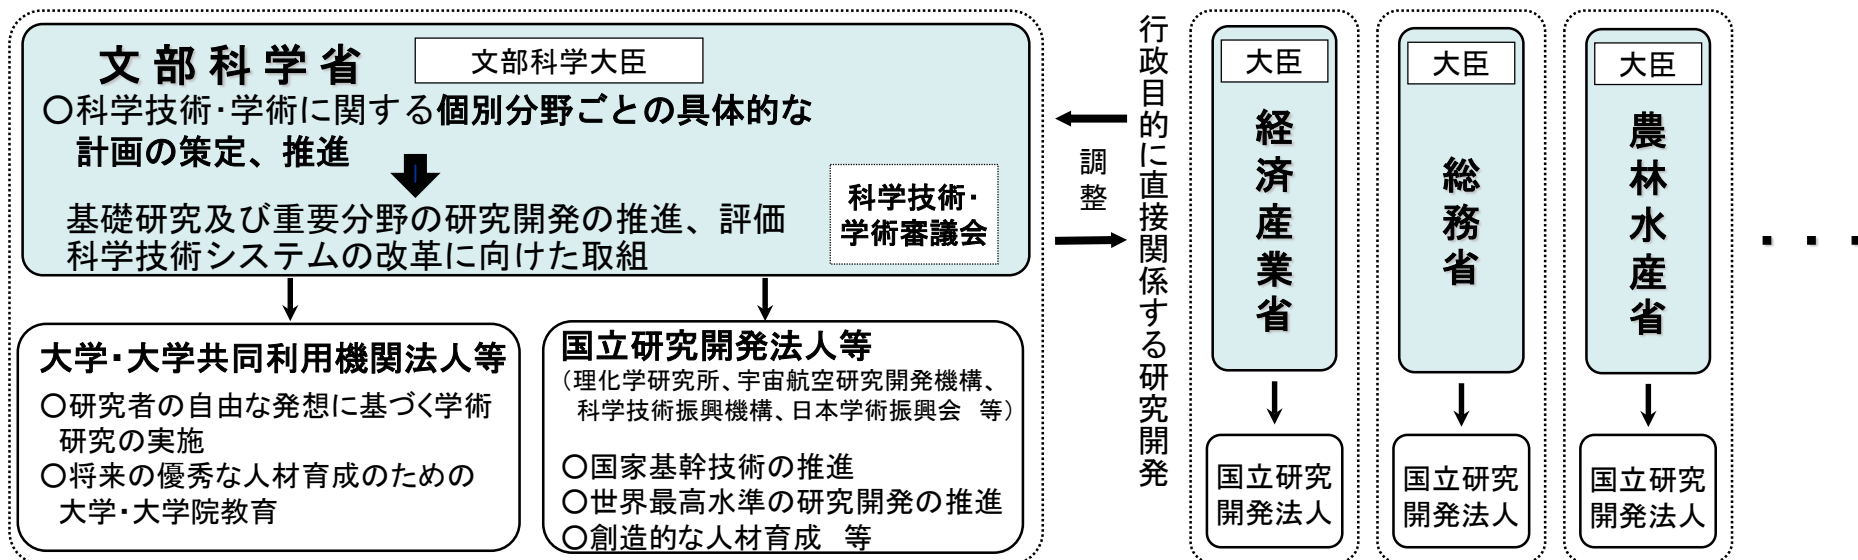 文部科学省
文部科学大臣
○科学技術・学術に関する個別分野ごとの具体的な
計画の策定、推進
基礎研究及び重要分野の研究開発の推進、評価
科学技術システムの改革に向けた取組
科学技術・
学術審議会
大学・大学共同利用機関法人等
○研究者の自由な発想に基づく学術
研究の実施
○将来の優秀な人材育成のための
大学・大学院教育
国立研究開発法人等
（理化学研究所、宇宙航空研究開発機構、
科学技術振興機構、日本学術振興会　等）
○国家基幹技術の推進
○世界最高水準の研究開発の推進
○創造的な人材育成　等
調整
行政目的に直接関係する研究開発
大臣
経済産業省
国立研究
開発法人
大臣
総務省
国立研究
開発法人
大臣
農林水産省
国立研究
開発法人
・・・